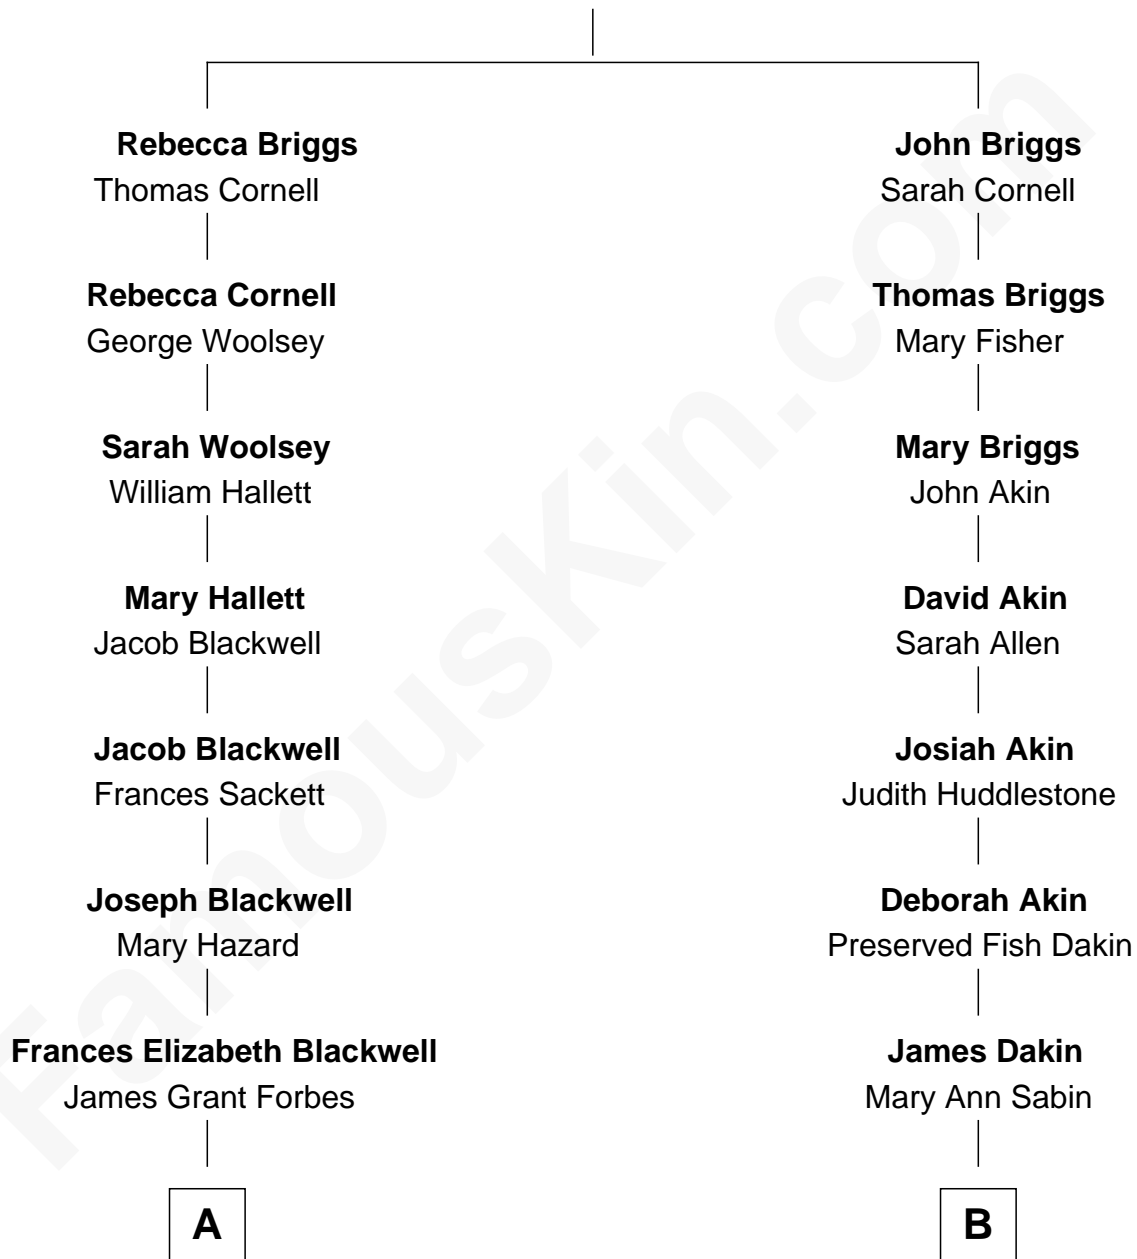 Rebecca Briggs
Thomas Cornell
Rebecca Cornell
George Woolsey
Sarah Woolsey
William Hallett
Mary Hallett
Jacob Blackwell
Jacob Blackwell
Frances Sackett
Joseph Blackwell
Mary Hazard
Frances Elizabeth Blackwell
James Grant Forbes
A
John Briggs
Sarah Cornell
Thomas Briggs
Mary Fisher
Mary Briggs
John Akin
David Akin
Sarah Allen
Josiah Akin
Judith Huddlestone
Deborah Akin
Preserved Fish Dakin
James Dakin
Mary Ann Sabin
B
FamousKin.com